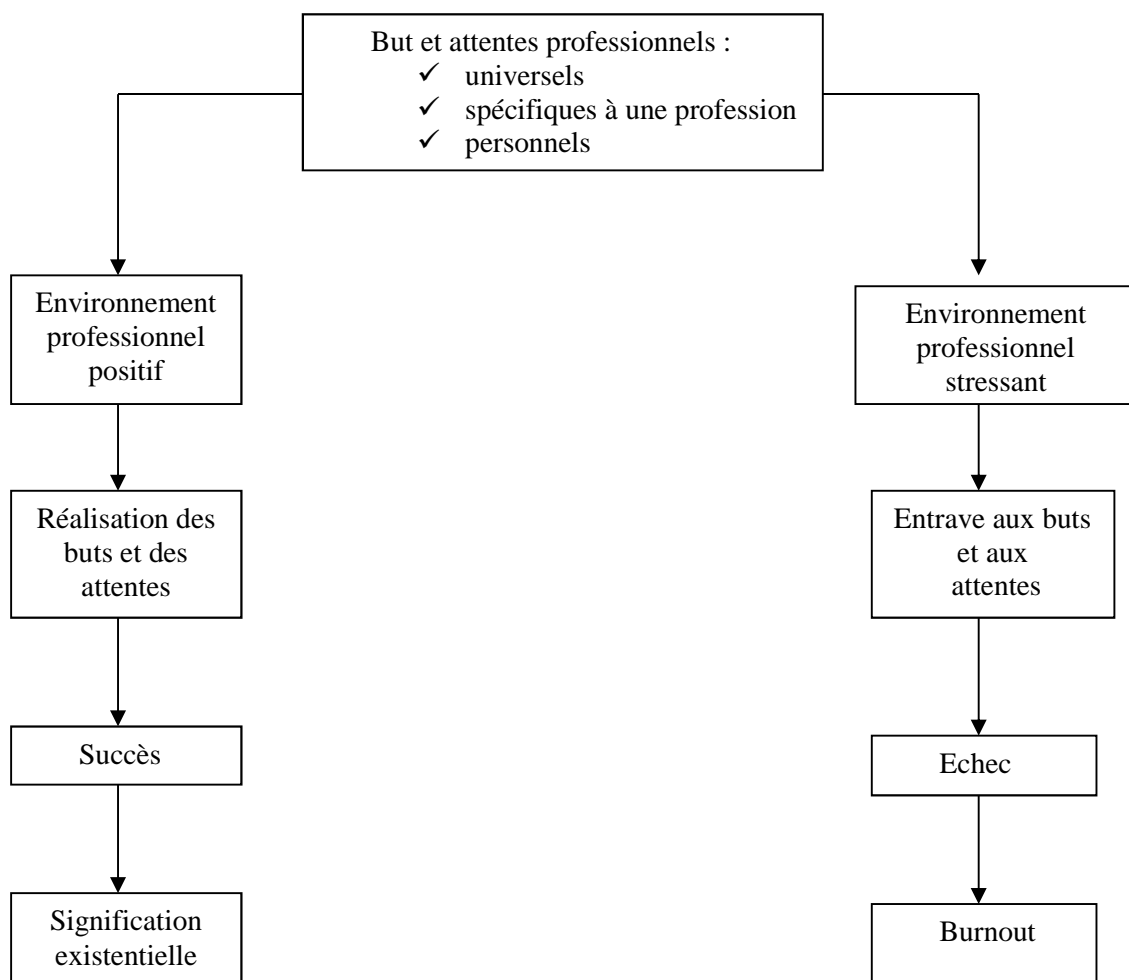 But et attentes professionnels :
✓ universels
✓ spécifiques à une profession
✓ personnels
Environnement
professionnel
positif
Environnement
professionnel
stressant
Réalisation des
buts et des
attentes
Entrave aux buts
et aux
attentes
Succès
Echec
Signification
existentielle
Burnout